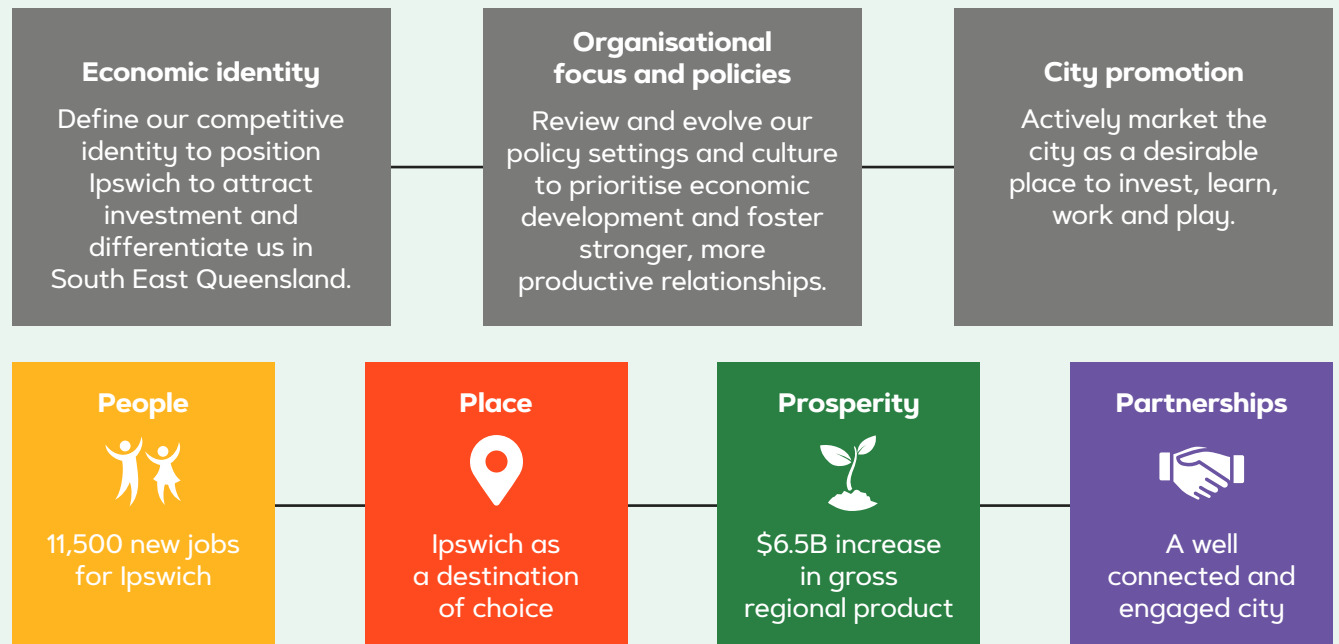 Economic identity
Define our competitive
identity to position
Ipswich to attract
investment and
differentiate us in
South East Queensland.
Organisational
focus and policies
Review and evolve our
policy settings and culture
to prioritise economic
development and foster
stronger, more
productive relationships.
City promotion
Actively market the
city as a desirable
place to invest, learn,
work and play.
People
11,500 new jobs
for Ipswich
Place
Ipswich as
a destination
of choice
Prosperity
$6.5B increase
in gross
regional product
Partnerships
A well
connected and
engaged city